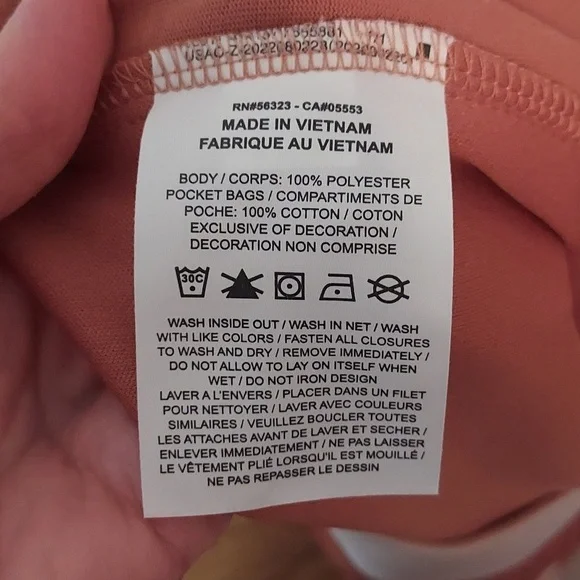 RN#56323 - CA#05553
MADE IN VIETNAM
FABRIQUE AU VIETNAM
BODY / CORPS: 100% POLYESTER
POCKET BAGS / COMPARTIMENTS DE
POCHE: 100% COTTON / COTON
EXCLUSIVE OF DECORATION /
DECORATION NON COMPRISE
30C
WASH INSIDE OUT / WASH IN NET / WASH
WITH LIKE COLORS / FASTEN ALL CLOSURES
TO WASH AND DRY / REMOVE IMMEDIATELY /
DO NOT ALLOW TO LAY ON ITSELF WHEN
WET / DO NOT IRON DESIGN
LAVER A L'ENVERS / PLACER DANS UN FILET
POUR NETTOYER / LAVER AVEC COULEURS
SIMILAIRES / VEUILLEZ BOUCLER TOUTES
LES ATTACHES AVANT DE LAVER ET SECHER /
ENLEVER IMMEDIATEMENT / NE PAS LAISSER
LE VÊTEMENT PLIÉ LORSQU'IL EST MOUILLÉ /
NE PAS REPASSER LE DESSIN